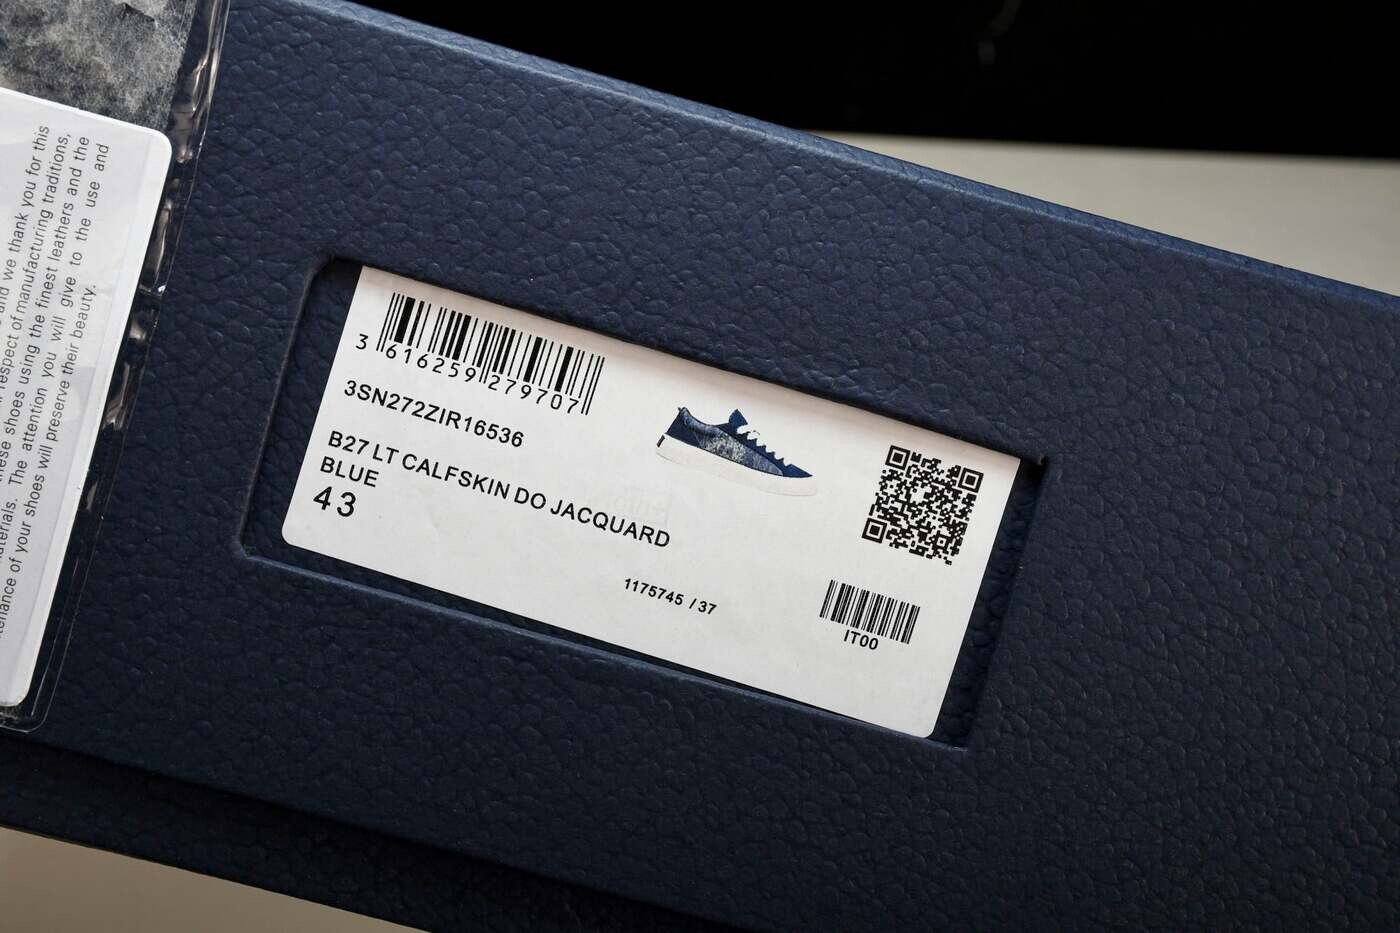 and we thank you for this
respect of manufacturing traditions,
these shoes using the finest leathers and the
materials. The attention you will give to the use and
of your shoes will preserve their beauty.
3 616259 279707
3SN272ZIR16536
B27 LT CALFSKIN DO JACQUARD
BLUE
43
1175745 / 37
IT00